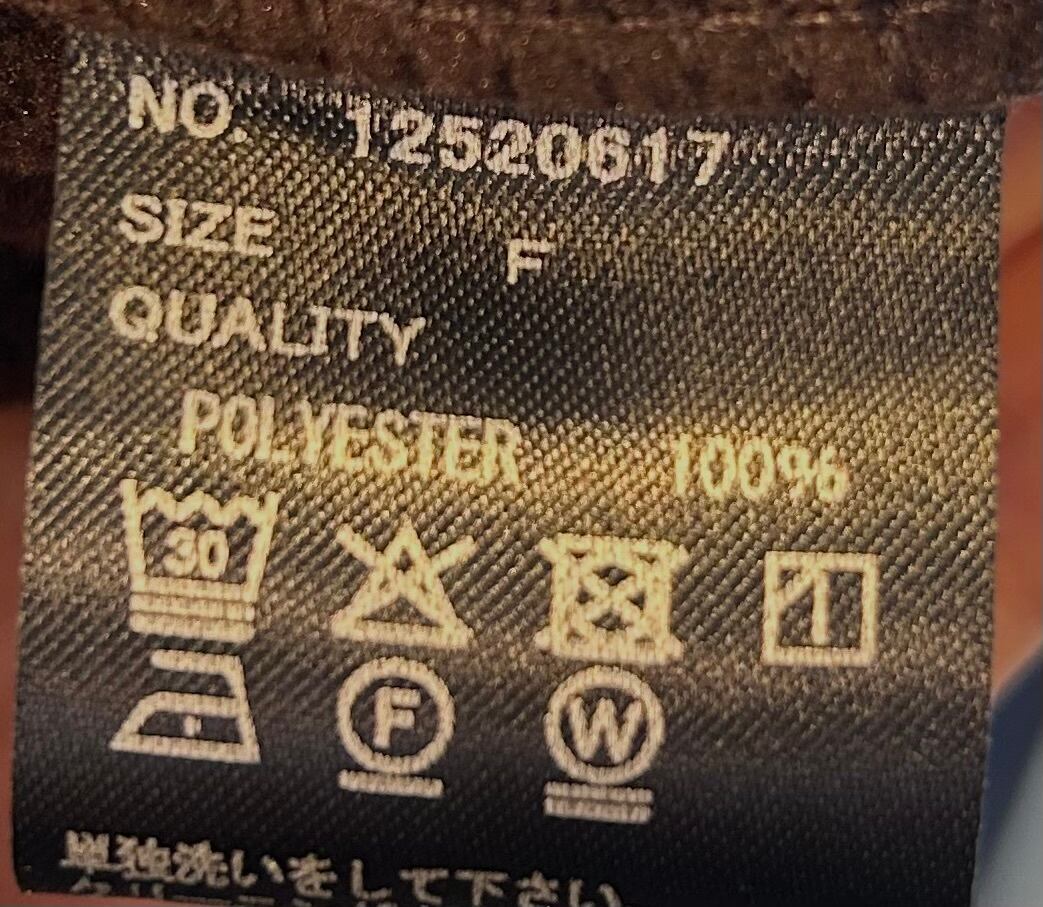 NO. 12520617
SIZE F
QUALITY
POLYESTER 100%
30
F W
単独洗いをして下さい